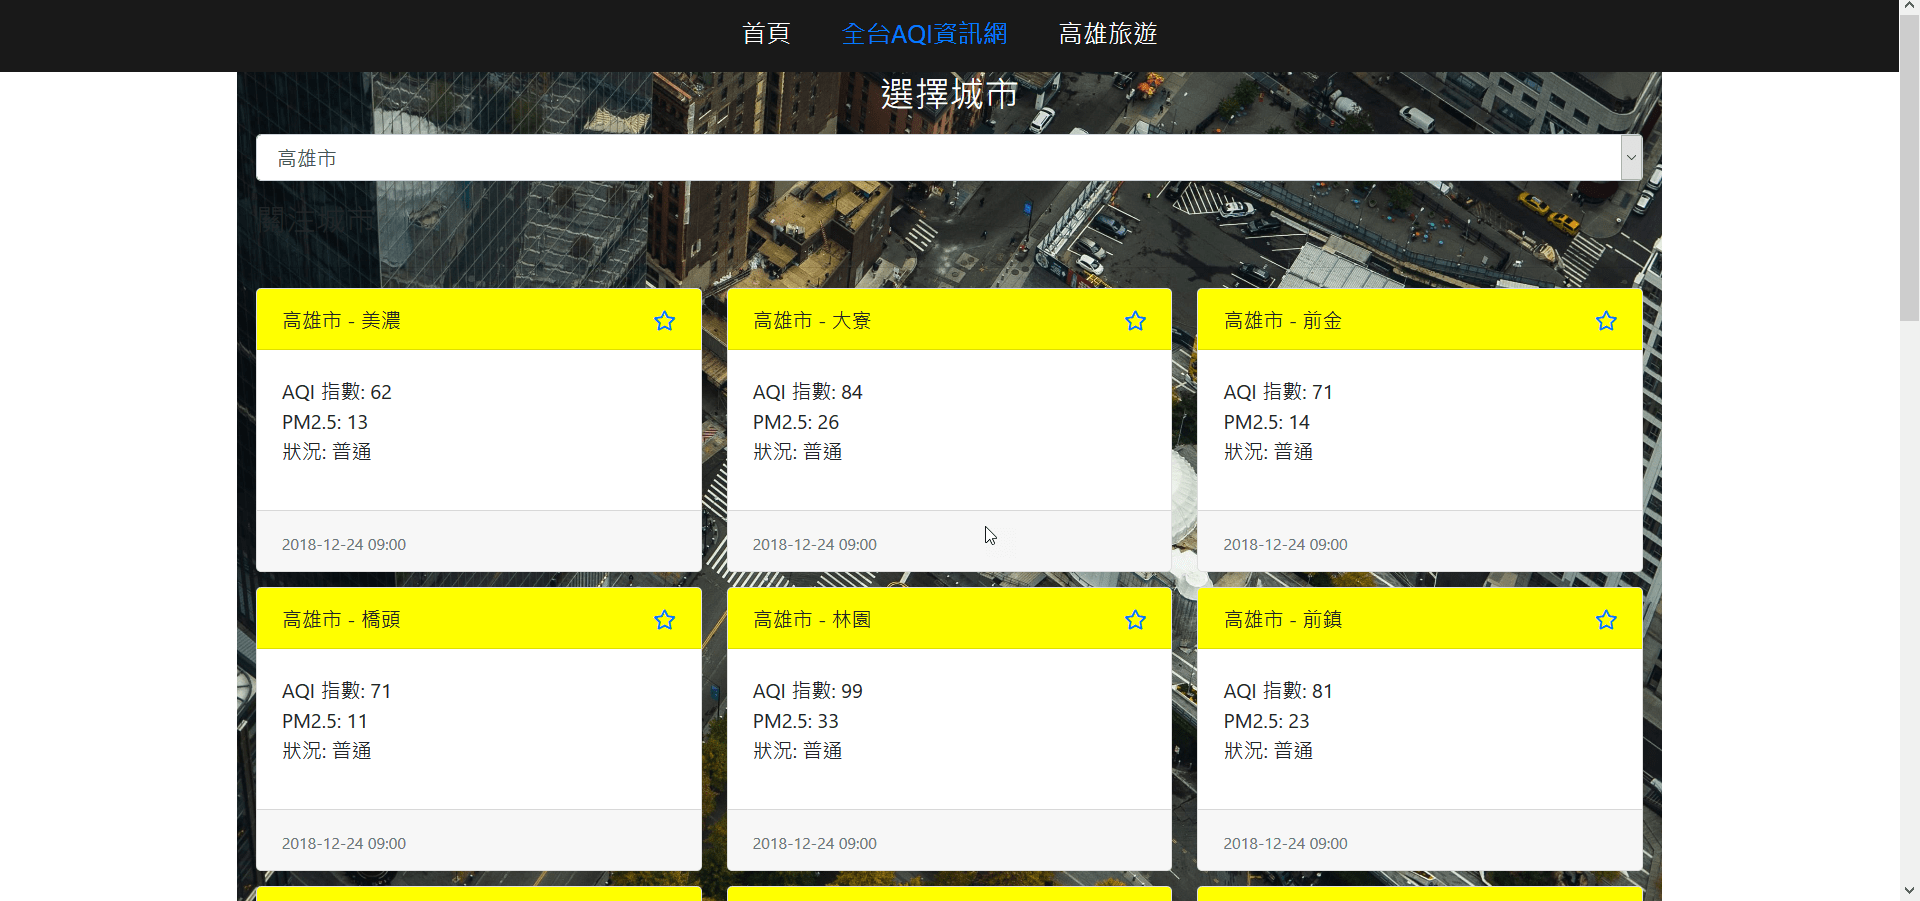 首頁 全台AQI資訊網 高雄旅遊
選擇城市
高雄市
關注城市
高雄市 - 美濃
AQI 指數: 62
PM2.5: 13
狀況: 普通
2018-12-24 09:00
高雄市 - 大寮
AQI 指數: 84
PM2.5: 26
狀況: 普通
2018-12-24 09:00
高雄市 - 前金
AQI 指數: 71
PM2.5: 14
狀況: 普通
2018-12-24 09:00
高雄市 - 橋頭
AQI 指數: 71
PM2.5: 11
狀況: 普通
2018-12-24 09:00
高雄市 - 林園
AQI 指數: 99
PM2.5: 33
狀況: 普通
2018-12-24 09:00
高雄市 - 前鎮
AQI 指數: 81
PM2.5: 23
狀況: 普通
2018-12-24 09:00